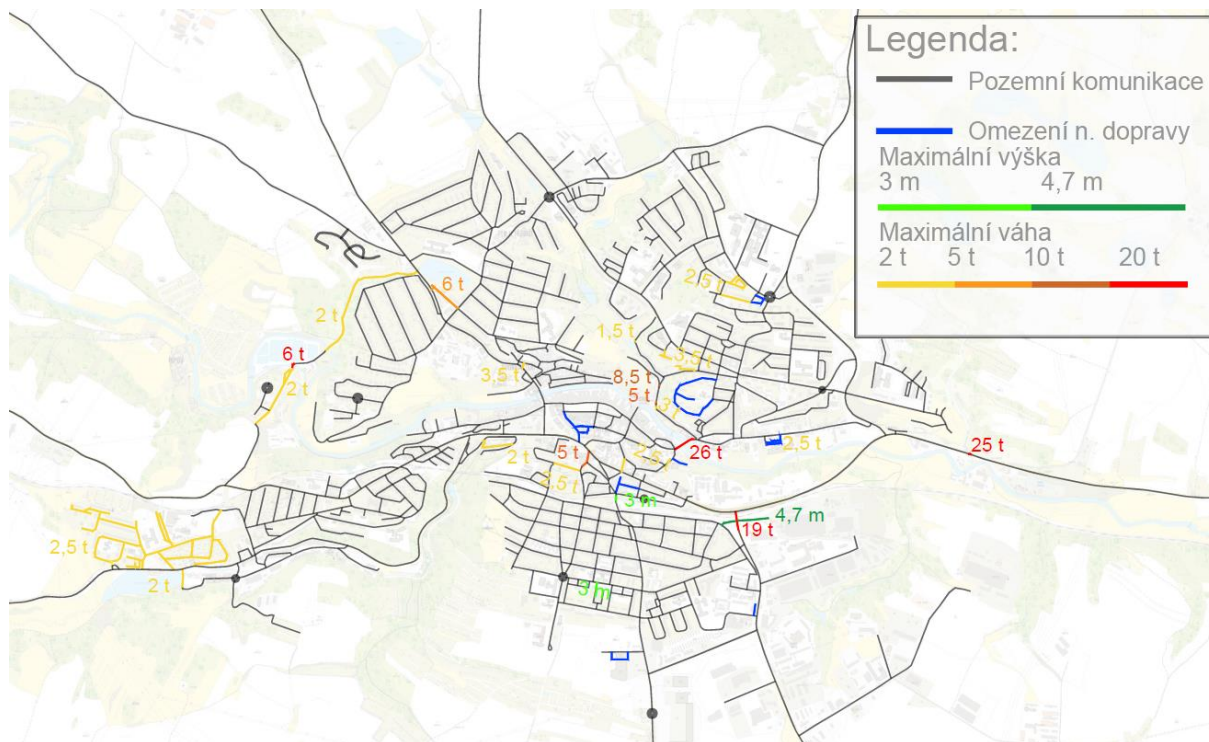 Legenda:
Pozemní komunikace
Omezení n. dopravy
Maximální výška
3 m 4,7 m
Maximální váha
2 t 5 t 10 t 20 t
2,5 t
6 t
2 t
1,5 t
6 t
3,5 t
2 t
3,5 t
8,5 t
5 t
3 t
26 t
2,5 t
25 t
2 t
5 t
2,5 t
2,5 t
3 m
4,7 m
19 t
2,5 t
2 t
3 m